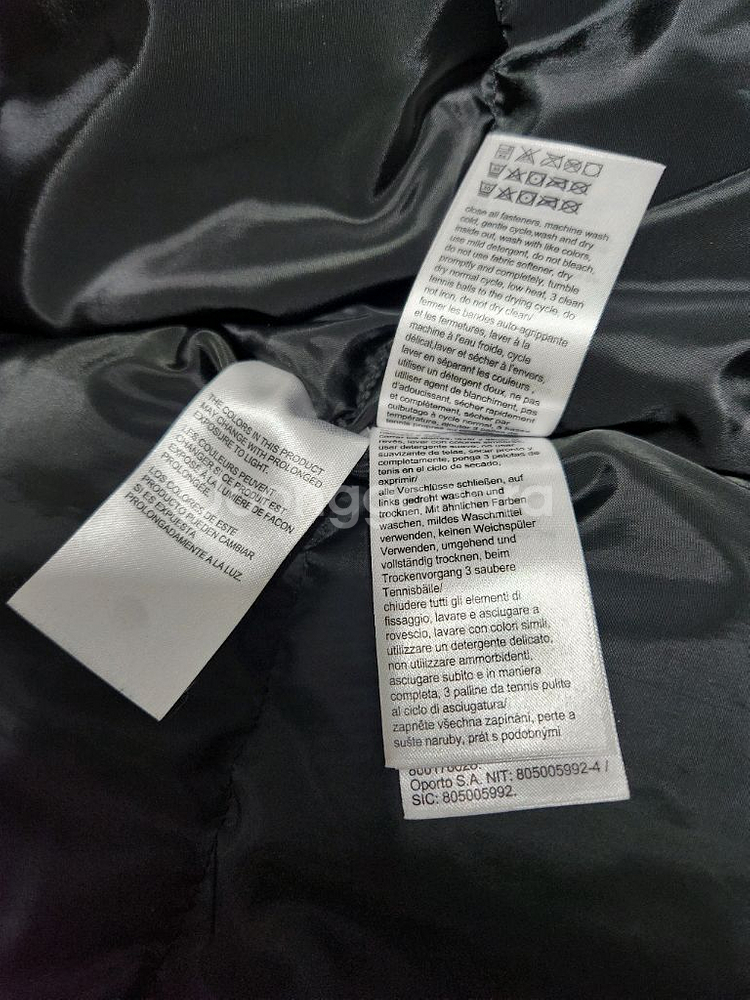 THE COLORS IN THIS PRODUCT
MAY CHANGE WITH PROLONGED
EXPOSURE TO LIGHT.
LES COULEURS PEUVENT
CHANGER SI CE PRODUIT EST
EXPOSÉ À LA LUMIÈRE DE FACON
PROLONGÉE.
LOS COLORES DE ESTE
PRODUCTO PUEDEN CAMBIAR
SI ES EXPUESTA
PROLONGADAMENTE A LA LUZ.
close all fasteners, machine wash
cold, gentle cycle,wash and dry
inside out, wash with like colors,
use mild detergent, do not bleach,
do not use fabric softener, dry
promptly and completely, tumble
dry normal cycle, low heat, 3 clean
tennis balls to the drying cycle, do
not iron, do not dry clean/
fermer les bandes auto-agrippante
et les fermetures, laver à la
machine à l'eau froide, cycle
délicat,laver et sécher à l'envers,
laver en séparant les couleurs,
utiliser un détergent doux, ne pas
utiliser agent de blanchiment, pas
d'adoucissant, sécher rapidement
et complètement, sécher par
culbutage à cycle normal, à basse
température, ajouter 3
suavizante de telas, secar pronto y
completamente, ponga 3 pelotas de
tenis en el ciclo de secado,
exprimir/
alle Verschlüsse schließen, auf
links gedreht waschen und
trocknen, Mit ähnlichen Farben
waschen, mildes Waschmittel
verwenden, keinen Weichspüler
Verwenden, umgehend und
vollständig trocknen, beim
Trockenvorgang 3 saubere
Tennisbälle/
chiudere tutti gli elementi di
fissaggio, lavare e asciugare a
rovescio, lavare con colori simili,
utilizzare un detergente delicato,
non utilizzare ammorbidenti,
asciugare subito e in maniera
completa, 3 palline da tennis pulite
al ciclo di asciugatura/
zapněte všechna zapínání, perte a
sušte naruby, prát s podobnými
Oporto S.A. NIT: 805005992-4 /
SIC: 805005992.